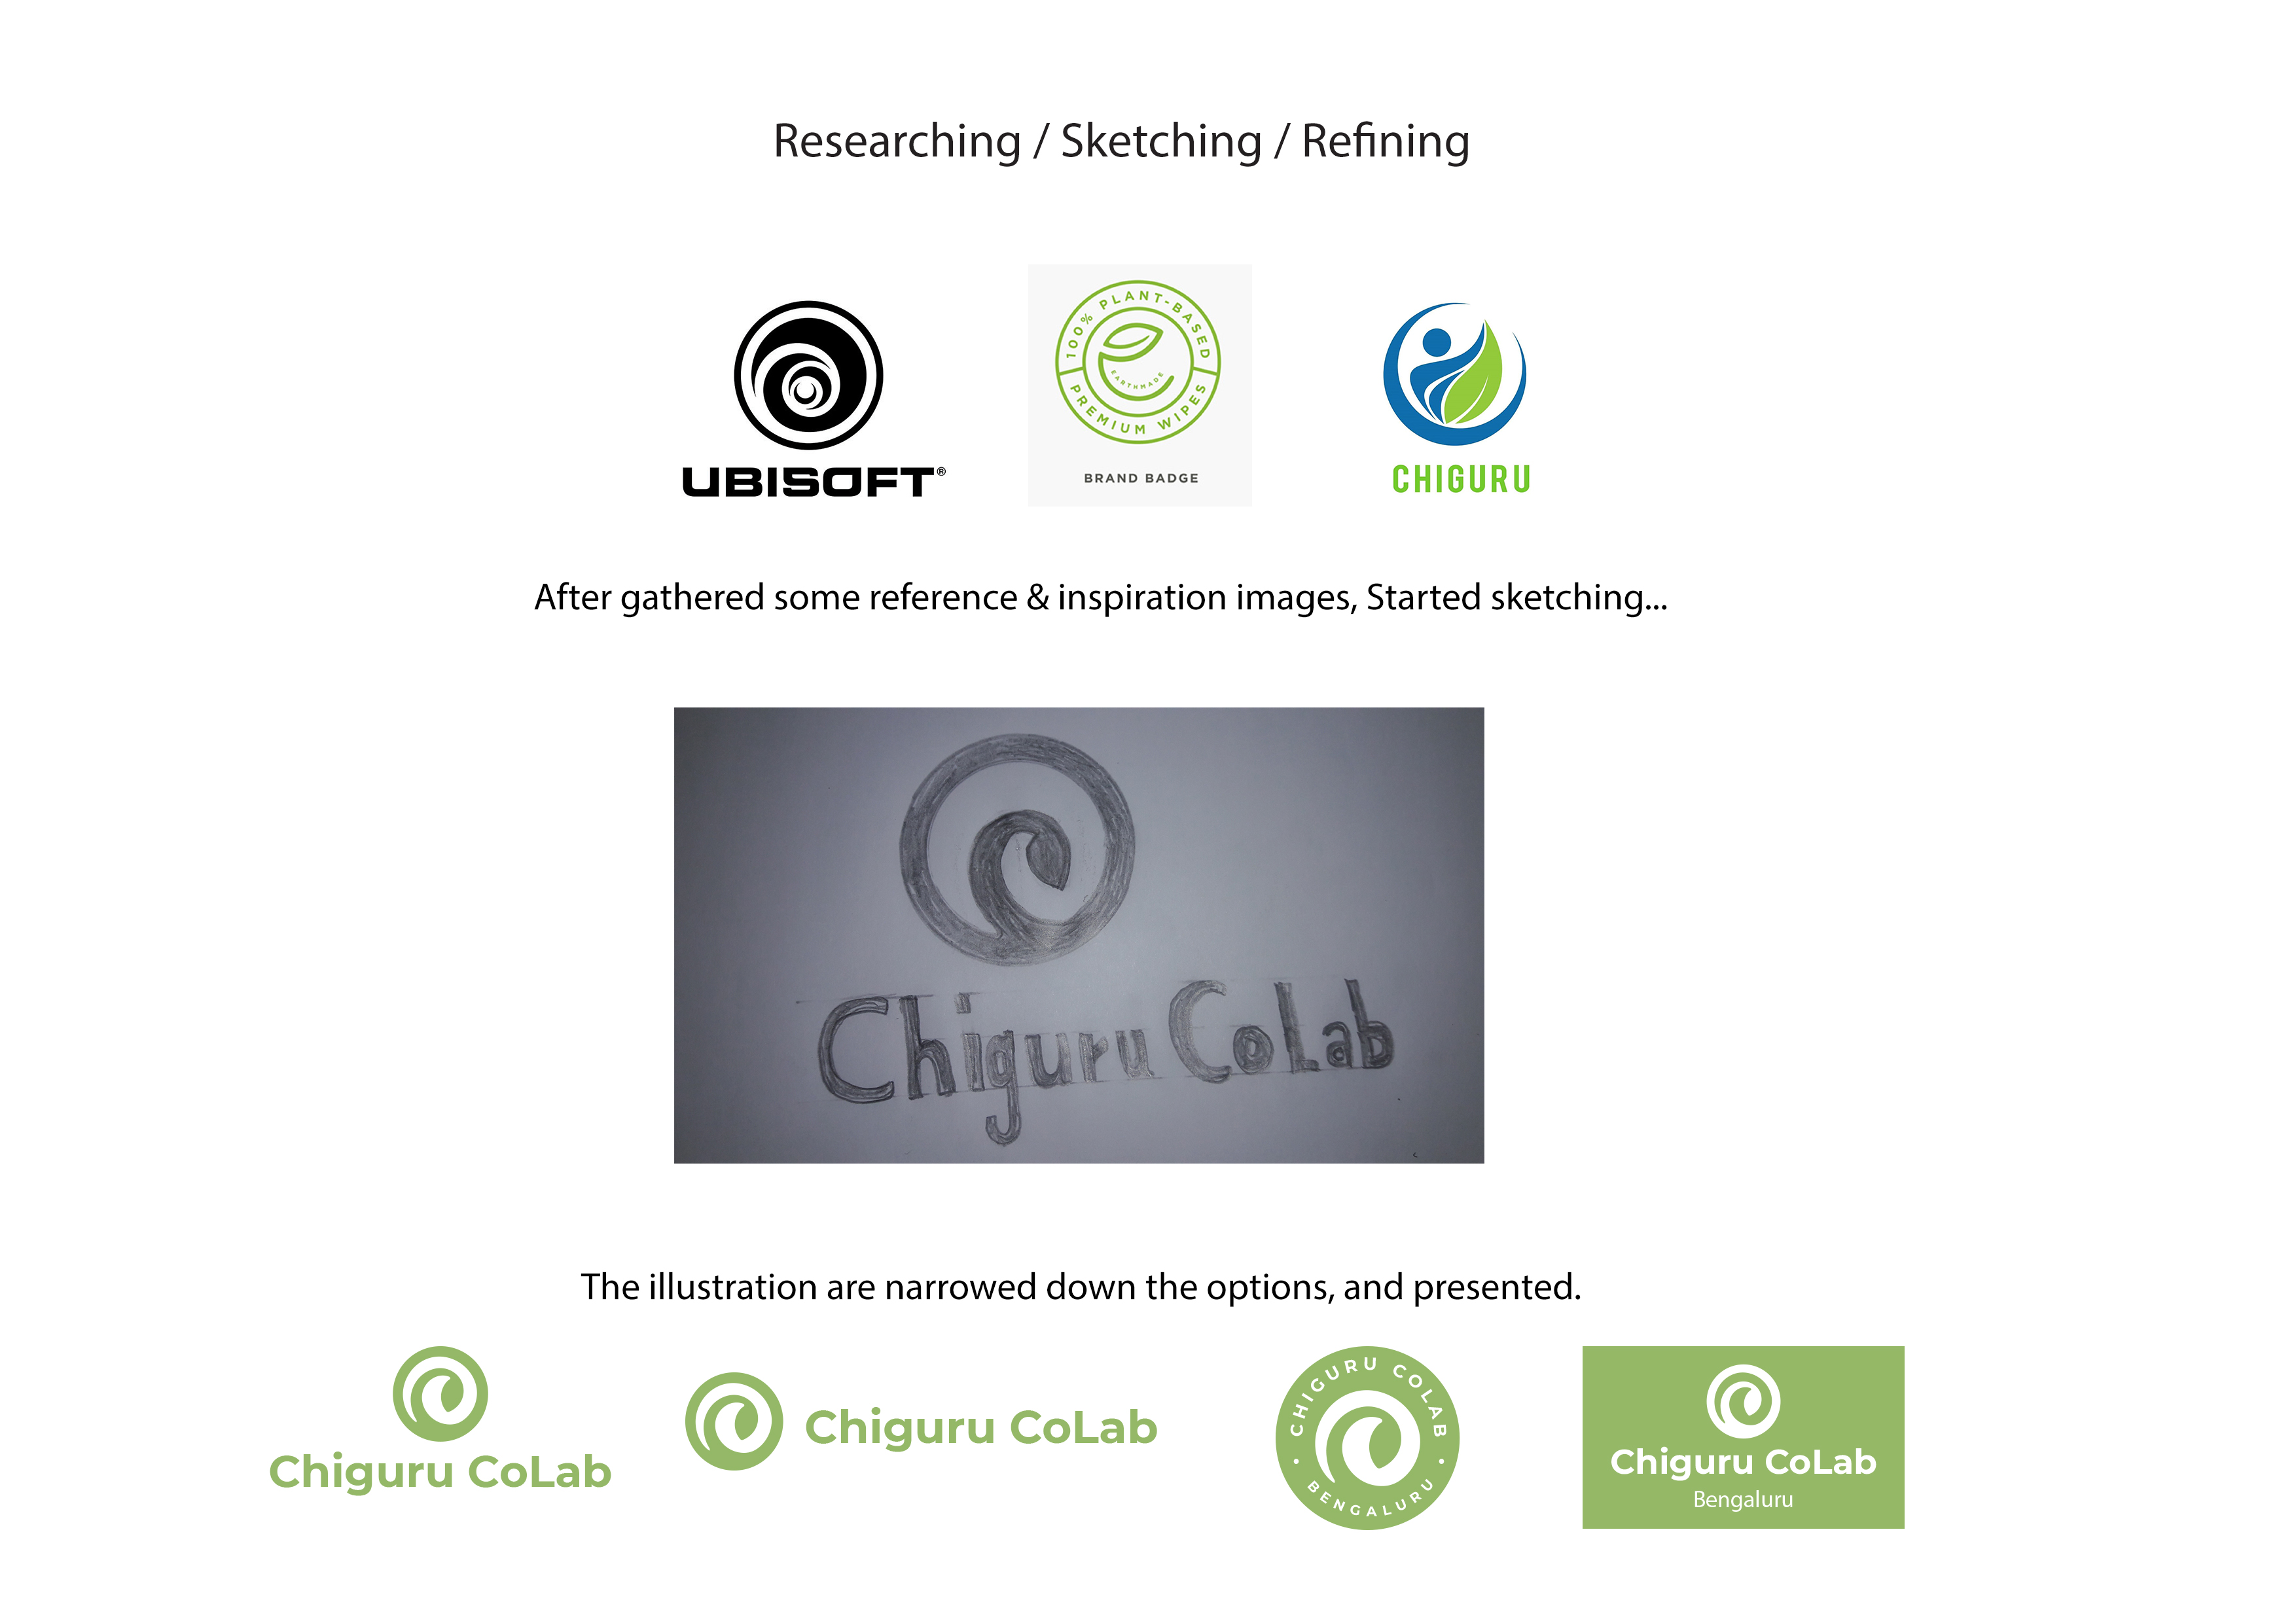 Researching / Sketching / Refining
UBISOFT®
100% PLANT-BASED
EARTHMADE
PREMIUM WIPES
BRAND BADGE
CHIGURU
After gathered some reference & inspiration images, Started sketching...
Chiguru CoLab
The illustration are narrowed down the options, and presented.
Chiguru CoLab
Chiguru CoLab
CHIGURU COLAB
• BENGALURU •
Chiguru CoLab
Bengaluru